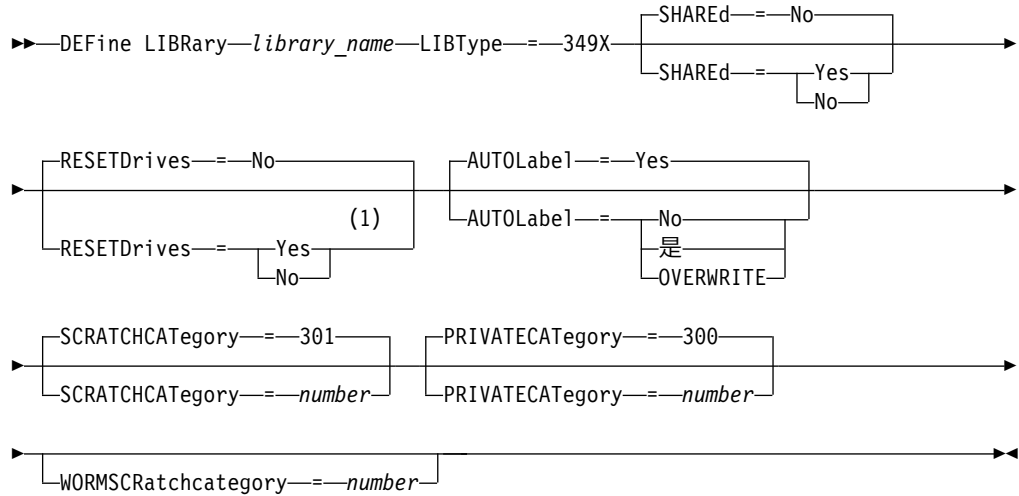 SHAREd = No
DEFine LIBRary library_name LIBType = 349X
SHAREd = Yes
No
RESETDrives = No
AUTOLabel = Yes
(1)
RESETDrives = Yes
No
AUTOLabel = No
是
OVERWRITE
SCRATCHCATegory = 301
PRIVATECATegory = 300
SCRATCHCATegory = number
PRIVATECATegory = number
WORMSCRatchcategory = number